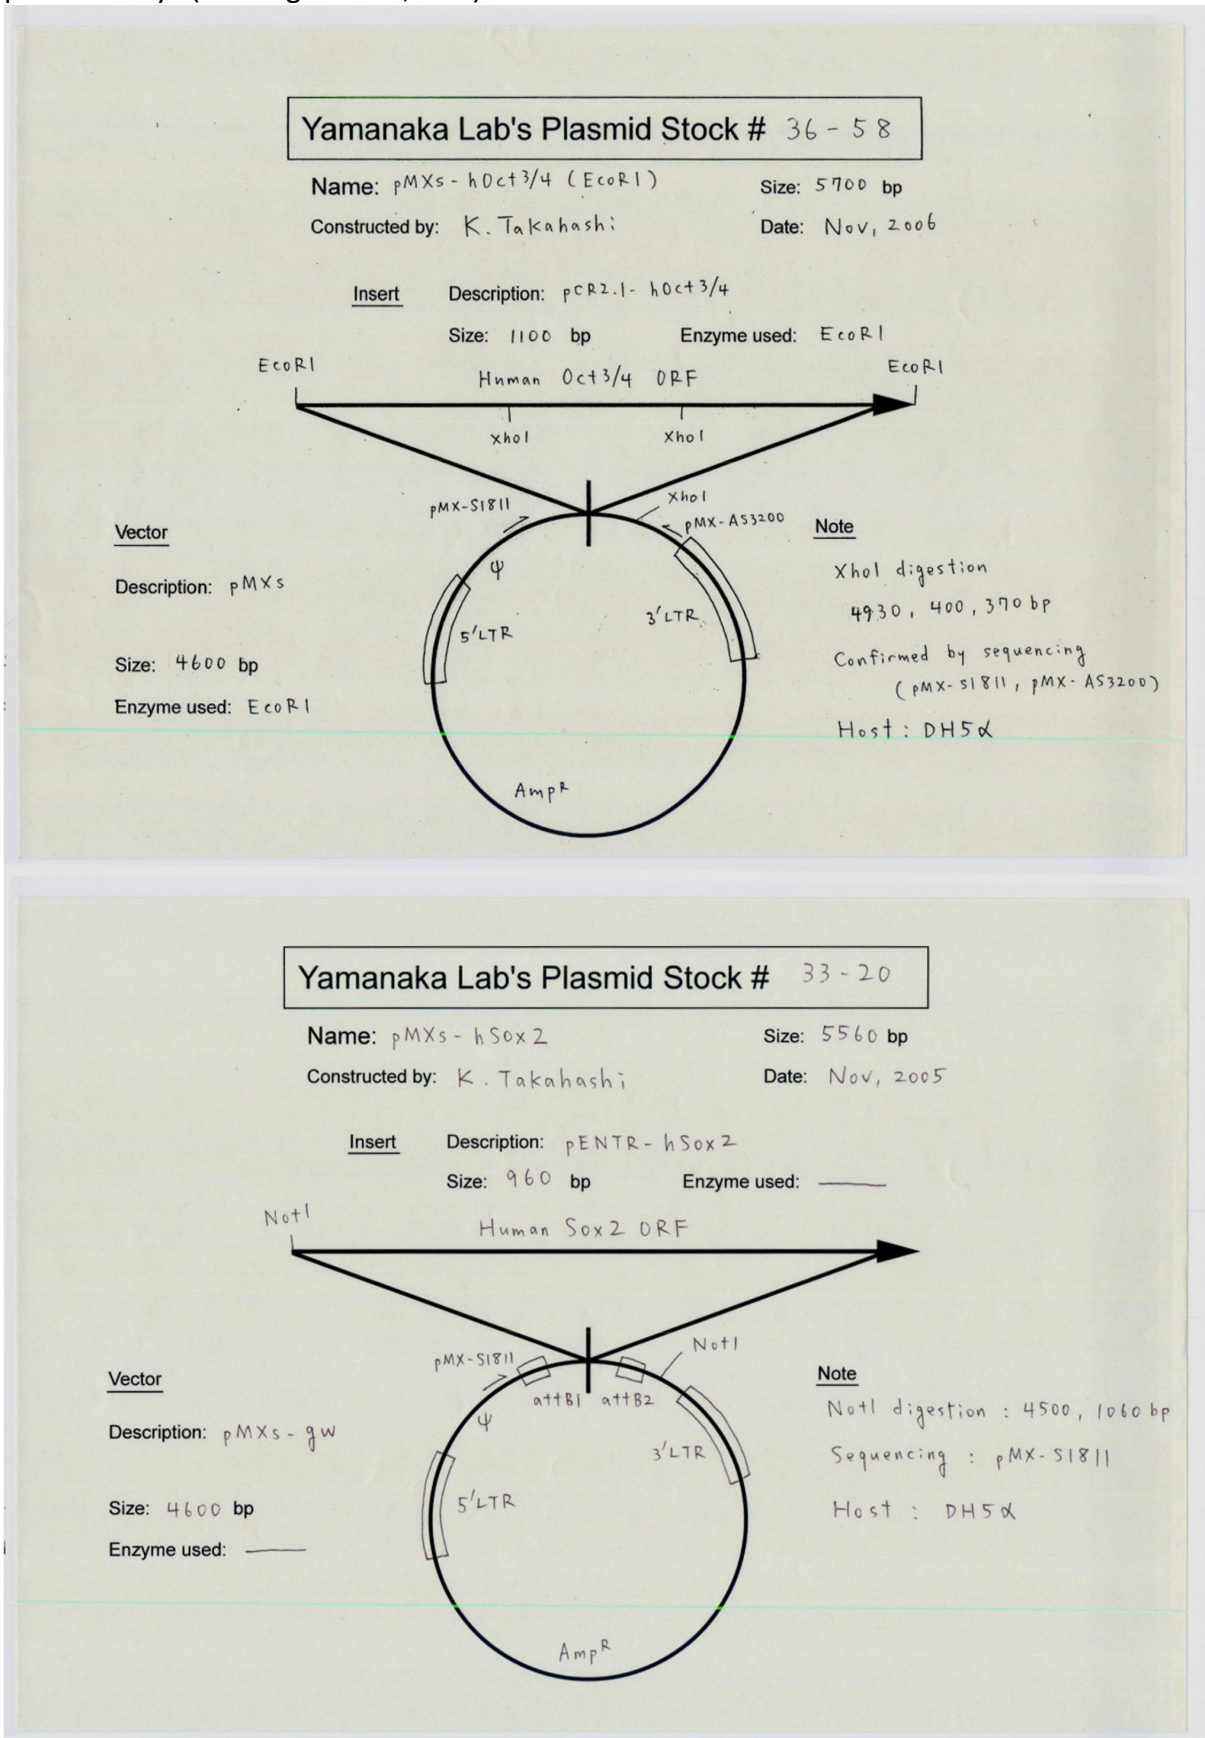 Yamanaka Lab's Plasmid Stock # 36-58
Name: pMXs-hOct3/4 (EcoRI) Size: 5700 bp
Constructed by: K. Takahashi Date: Nov, 2006
Insert Description: pCR2.1-hOct3/4
Size: 1100 bp Enzyme used: EcoRI
EcoRI Human Oct3/4 ORF EcoRI
XhoI XhoI
pMX-S1811 XhoI
pMX-AS3200
Vector Note
ψ XhoI digestion
Description: pMXs 4930, 400, 370 bp
5'LTR 3'LTR
Size: 4600 bp Confirmed by sequencing
(pMX-S1811, pMX-AS3200)
Enzyme used: EcoRI
Host: DH5α
Amp^R
Yamanaka Lab's Plasmid Stock # 33-20
Name: pMXs-hSox2 Size: 5560 bp
Constructed by: K. Takahashi Date: Nov, 2005
Insert Description: pENTR-hSox2
Size: 960 bp Enzyme used: —
NotI Human Sox2 ORF
pMX-S1811 NotI
Vector attB1 attB2 Note
ψ NotI digestion: 4500, 1060 bp
Description: pMXs-gw 3'LTR Sequencing: pMX-S1811
Size: 4600 bp 5'LTR Host: DH5α
Enzyme used: —
Amp^R